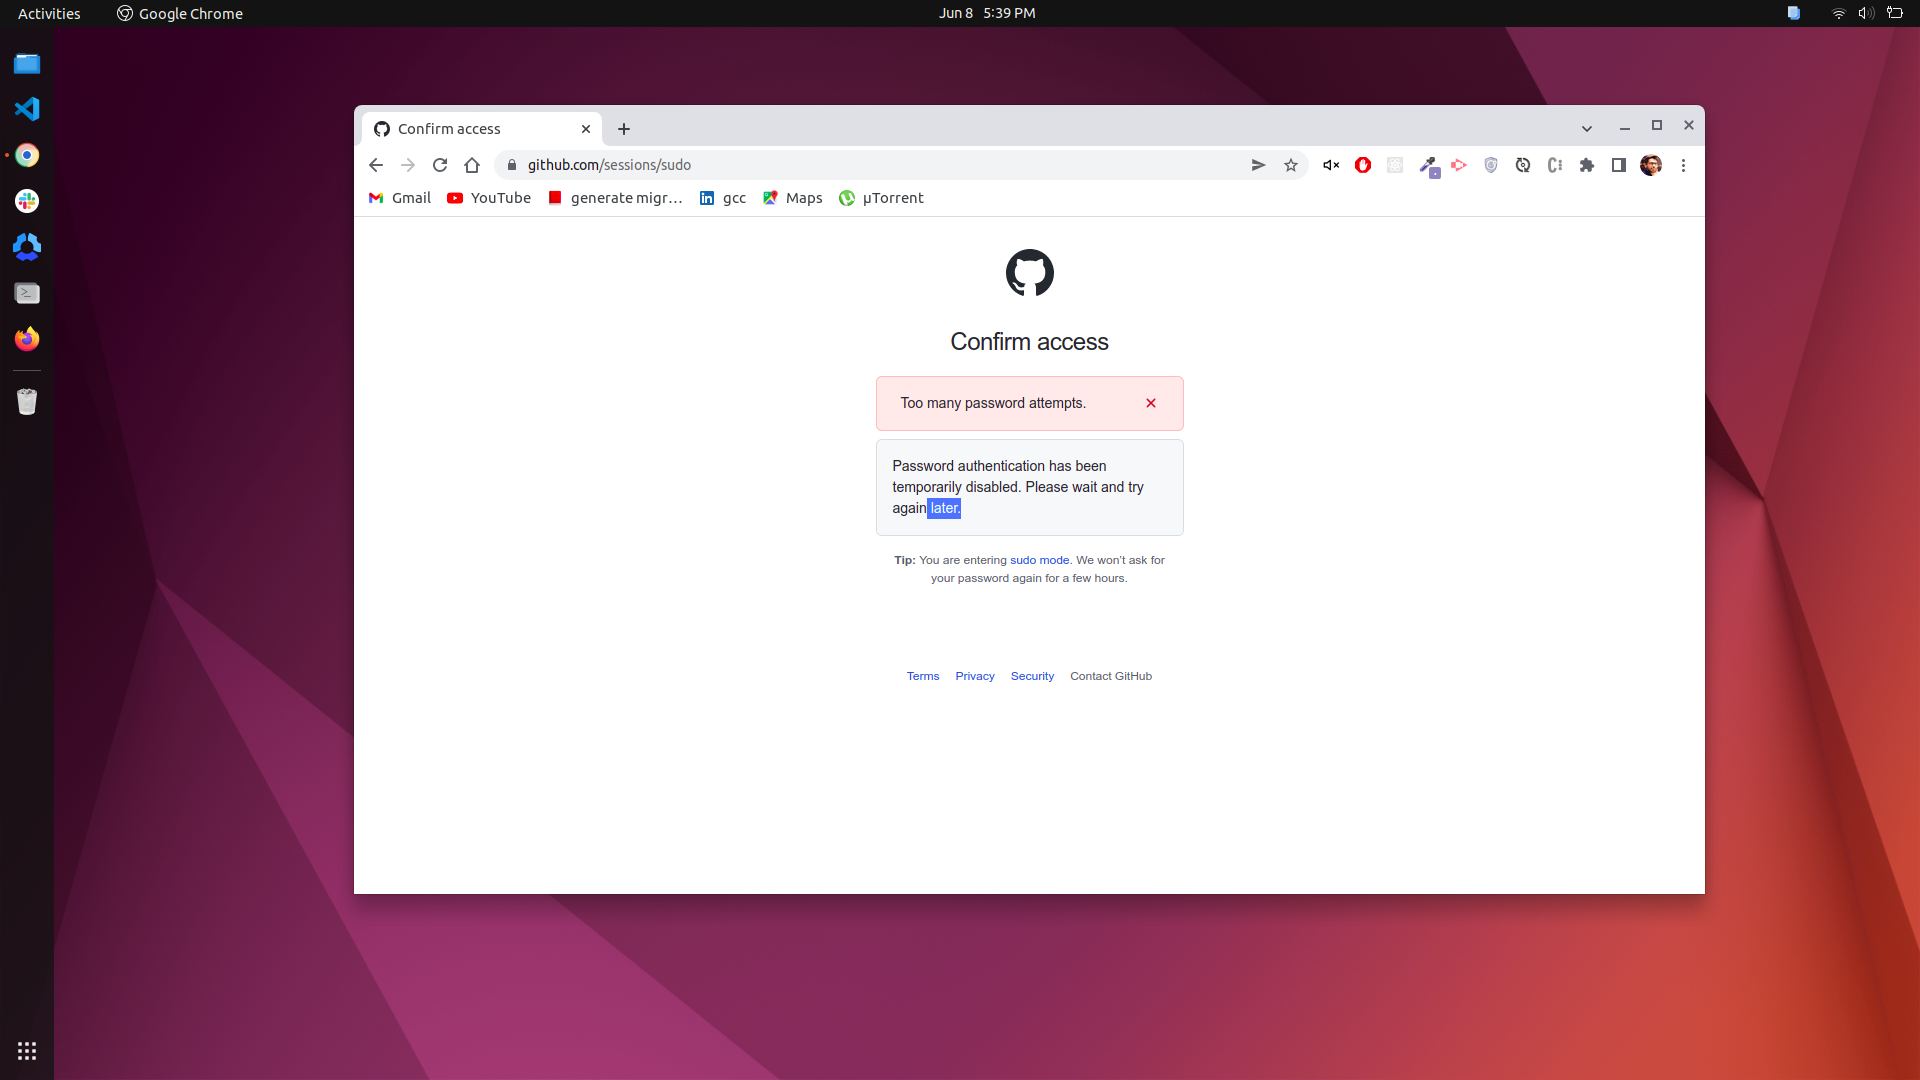 Activities
Google Chrome
Jun 8 5:39 PM
Confirm access
github.com/sessions/sudo
Gmail
YouTube
generate migr...
gcc
Maps
µTorrent
Confirm access
Too many password attempts.
Password authentication has been
temporarily disabled. Please wait and try
again later.
Tip: You are entering sudo mode. We won't ask for
your password again for a few hours.
Terms
Privacy
Security
Contact GitHub